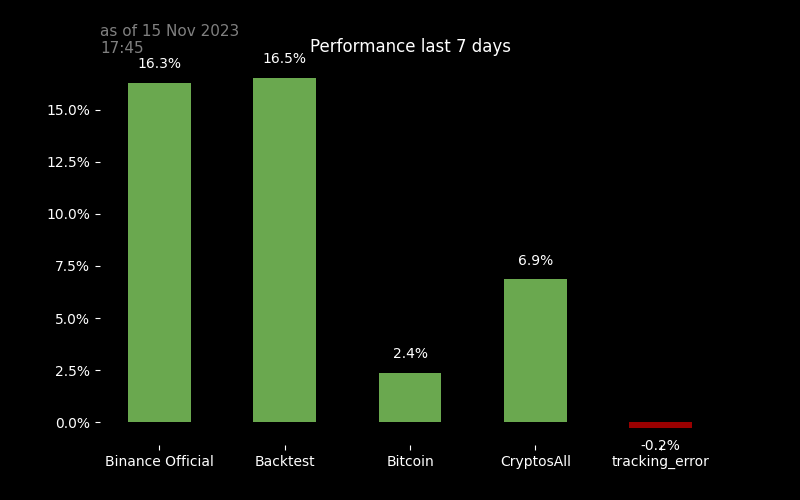 as of 15 Nov 2023
17:45
Performance last 7 days
16.3%
16.5%
2.4%
6.9%
-0.2%
15.0%
12.5%
10.0%
7.5%
5.0%
2.5%
0.0%
Binance Official
Backtest
Bitcoin
CryptosAll
tracking_error